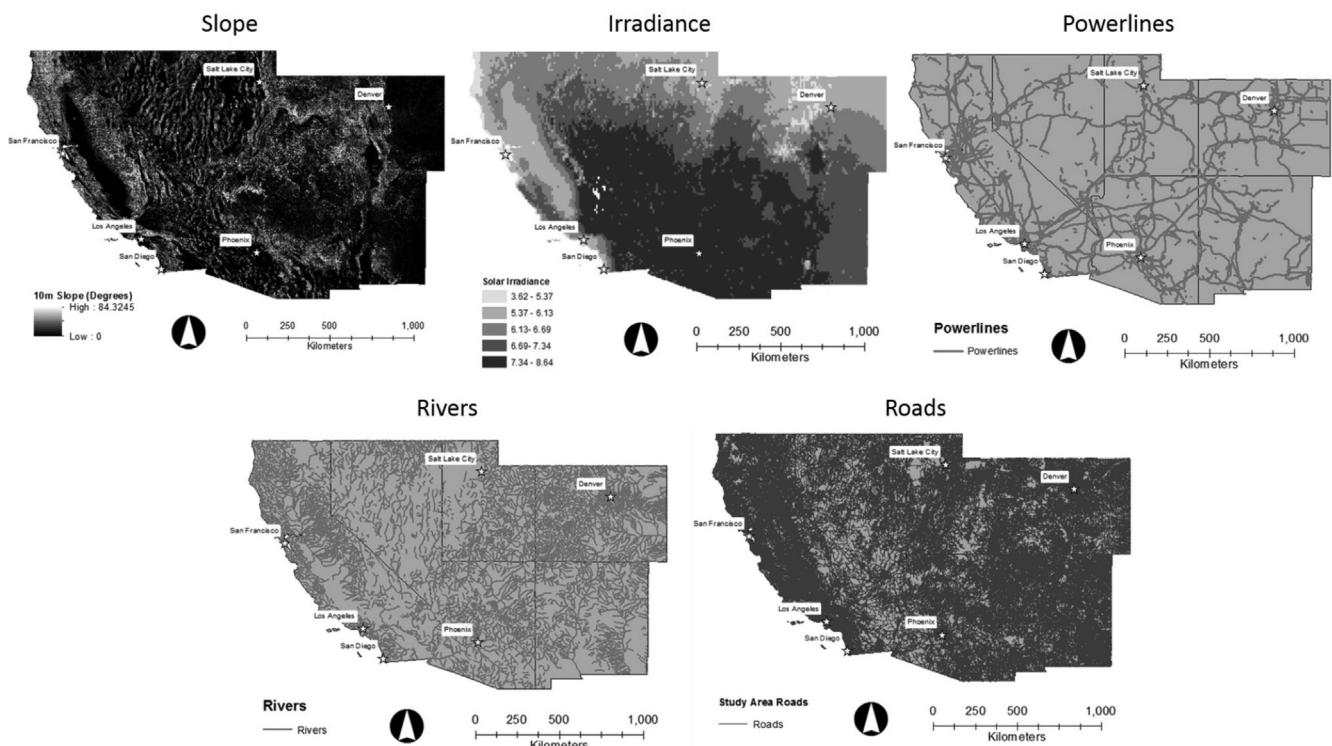 Slope
Salt Lake City
Denver
San Francisco
Los Angeles
Phoenix
San Diego
10m Slope (Degrees)
High : 84.3245
Low : 0
0 250 500 1,000
Kilometers
Irradiance
Salt Lake City
Denver
San Francisco
Los Angeles
Phoenix
San Diego
Solar Irradiance
3.62 - 5.37
5.37 - 6.13
6.13- 6.69
6.69- 7.34
7.34 - 8.64
0 250 500 1,000
Kilometers
Powerlines
Salt Lake City
Denver
San Francisco
Los Angeles
Phoenix
San Diego
Powerlines
Powerlines
0 250 500 1,000
Kilometers
Rivers
Salt Lake City
Denver
San Francisco
Los Angeles
Phoenix
San Diego
Rivers
Rivers
0 250 500 1,000
Kilometers
Roads
Salt Lake City
Denver
San Francisco
Los Angeles
Phoenix
San Diego
Study Area Roads
Roads
0 250 500 1,000
Kilometers